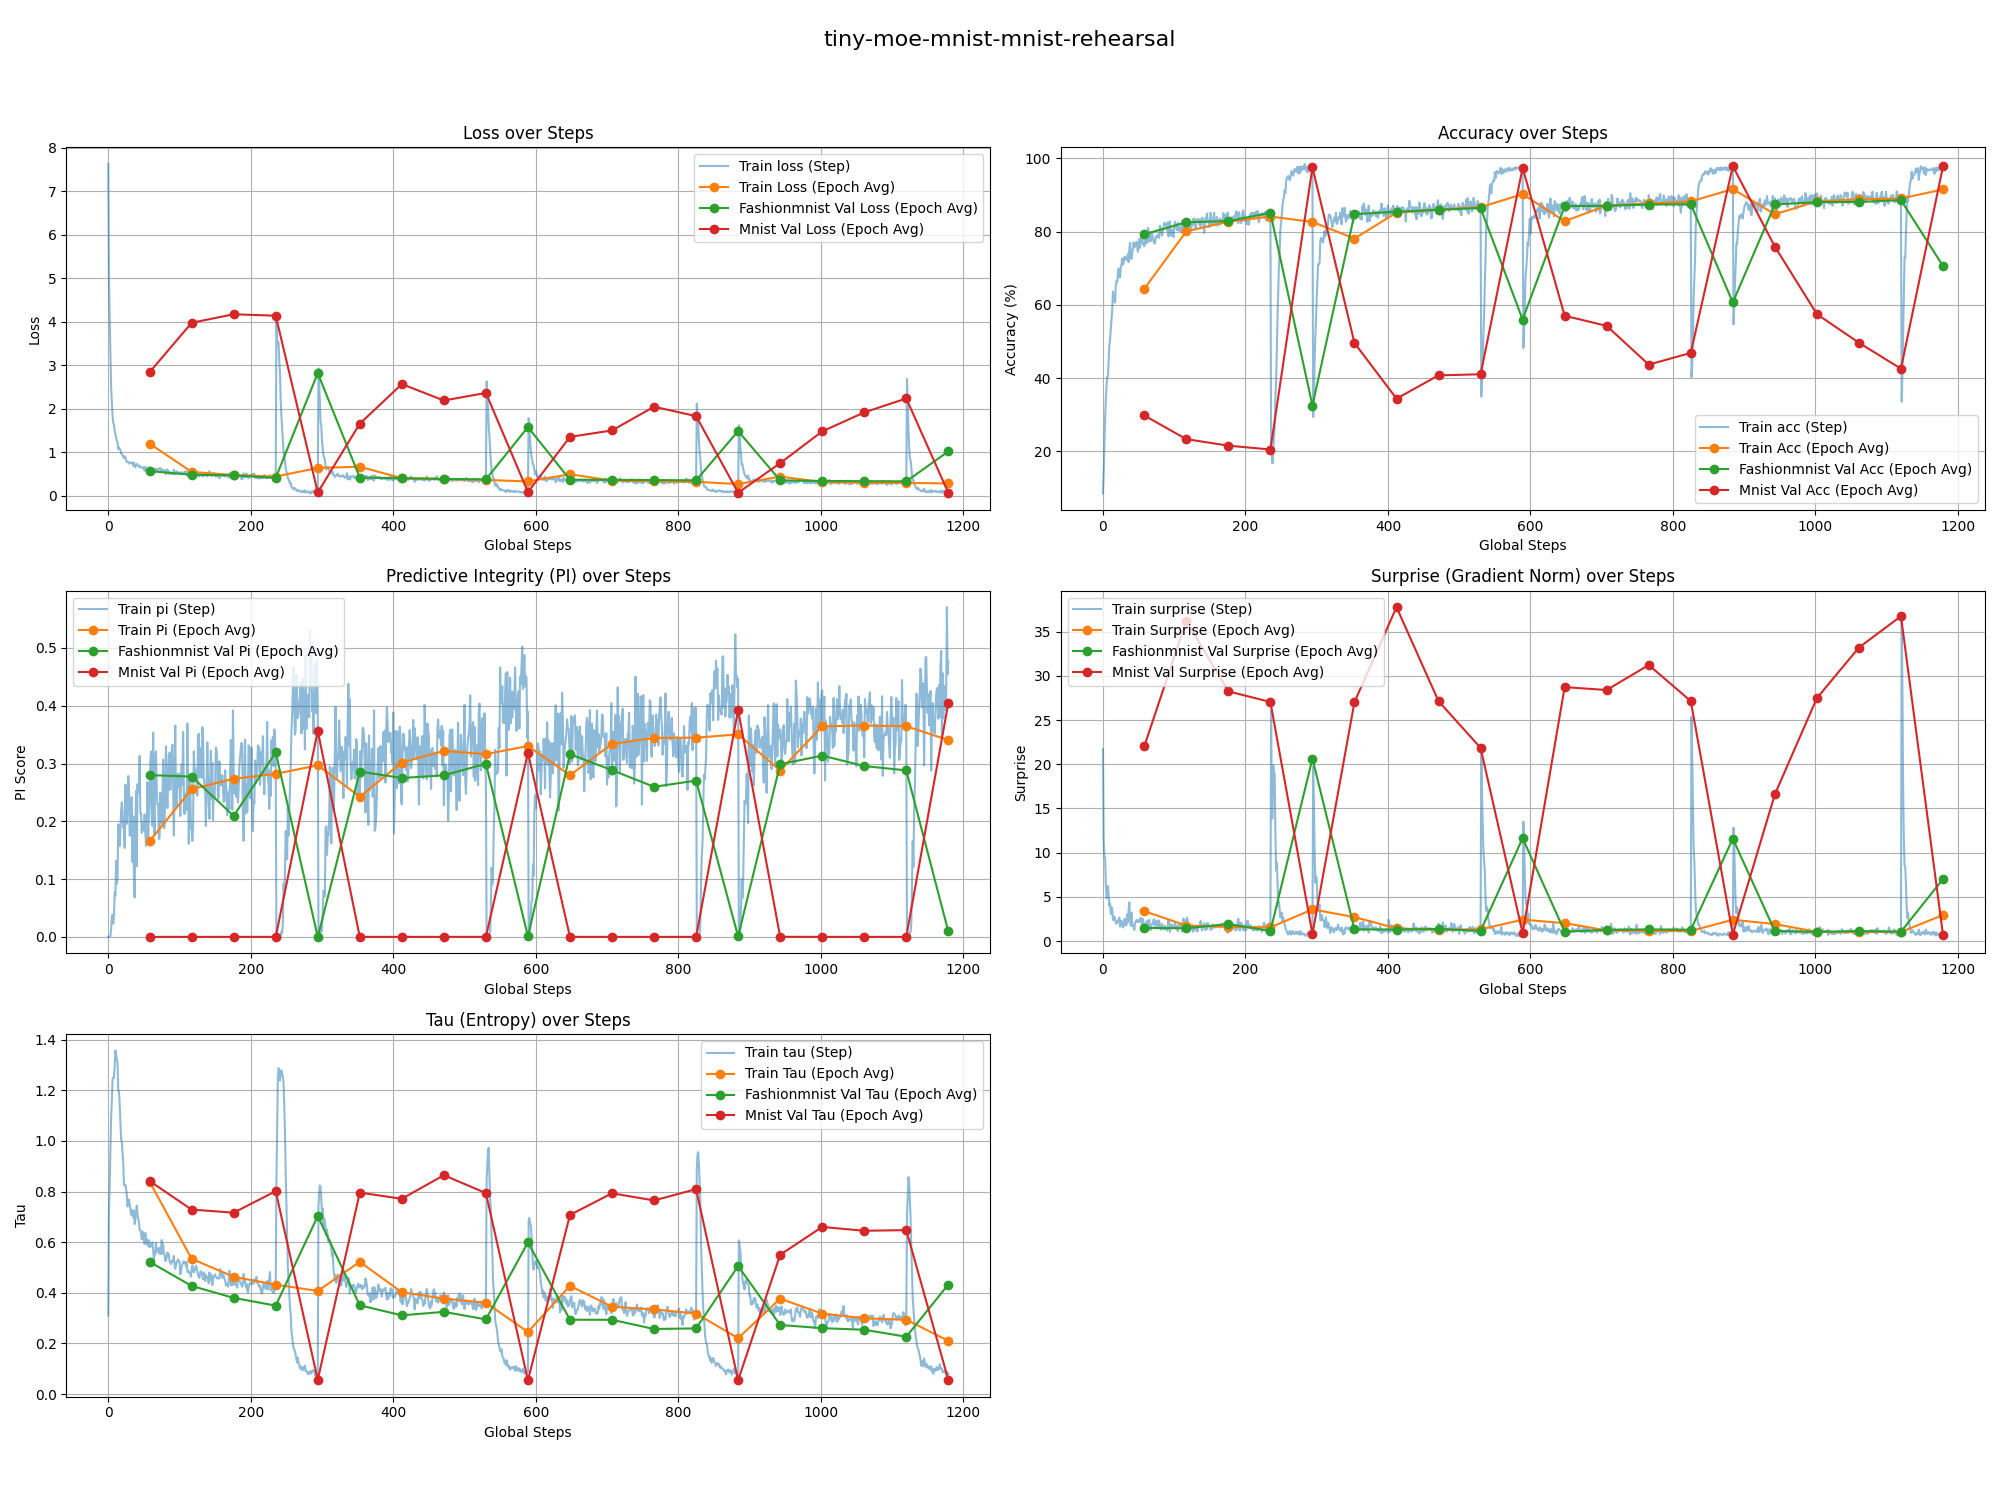 tiny-moe-mnist-mnist-rehearsal
Loss over Steps
Loss
8
7
6
5
4
3
2
1
0
Train loss (Step)
Train Loss (Epoch Avg)
Fashionmnist Val Loss (Epoch Avg)
Mnist Val Loss (Epoch Avg)
0 200 400 600 800 1000 1200
Global Steps
Accuracy over Steps
Accuracy (%)
100
80
60
40
20
Train acc (Step)
Train Acc (Epoch Avg)
Fashionmnist Val Acc (Epoch Avg)
Mnist Val Acc (Epoch Avg)
0 200 400 600 800 1000 1200
Global Steps
Predictive Integrity (PI) over Steps
PI Score
Train pi (Step)
Train Pi (Epoch Avg)
Fashionmnist Val Pi (Epoch Avg)
Mnist Val Pi (Epoch Avg)
0.5
0.4
0.3
0.2
0.1
0.0
0 200 400 600 800 1000 1200
Global Steps
Surprise (Gradient Norm) over Steps
Surprise
Train surprise (Step)
Train Surprise (Epoch Avg)
Fashionmnist Val Surprise (Epoch Avg)
Mnist Val Surprise (Epoch Avg)
35
30
25
20
15
10
5
0
0 200 400 600 800 1000 1200
Global Steps
Tau (Entropy) over Steps
Tau
1.4
1.2
1.0
0.8
0.6
0.4
0.2
0.0
Train tau (Step)
Train Tau (Epoch Avg)
Fashionmnist Val Tau (Epoch Avg)
Mnist Val Tau (Epoch Avg)
0 200 400 600 800 1000 1200
Global Steps